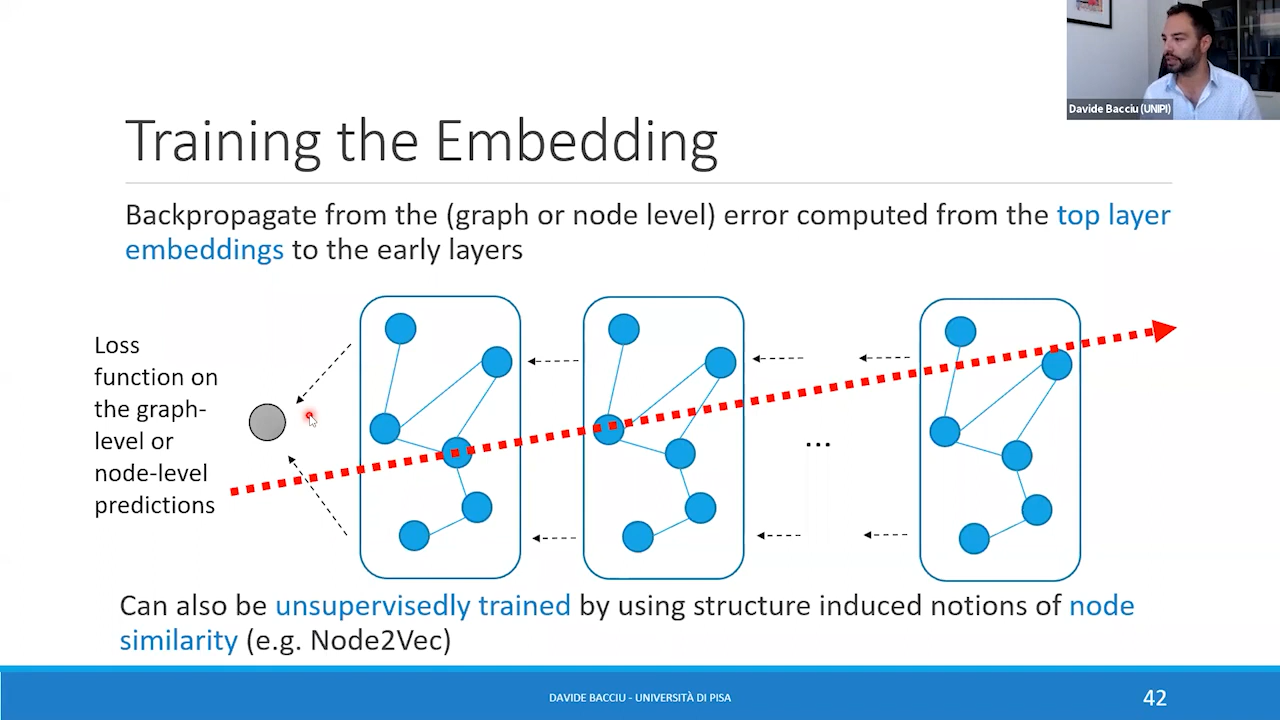 Davide Bacciu (UNIPI)
Training the Embedding
Backpropagate from the (graph or node level) error computed from the top layer
embeddings to the early layers
Loss
function on
the graph-
level or
node-level
predictions
...
Can also be unsupervisedly trained by using structure induced notions of node
similarity (e.g. Node2Vec)
DAVIDE BACCIU - UNIVERSITÀ DI PISA
42